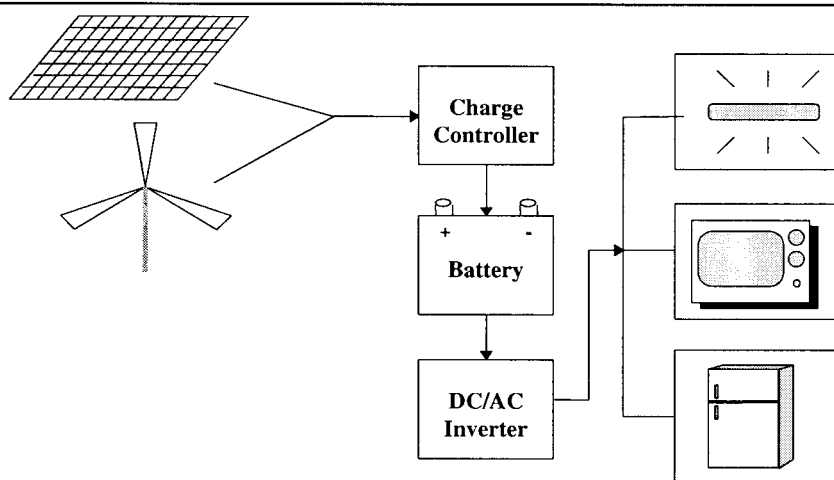 Charge
Controller
+ -
Battery
DC/AC
Inverter